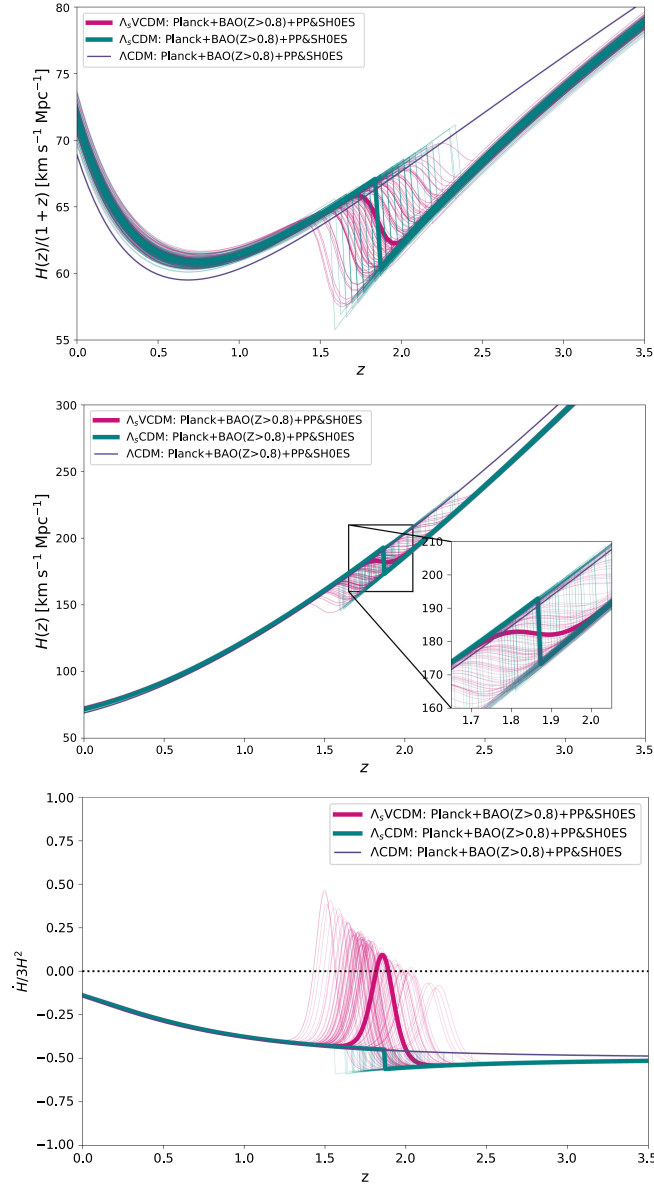 80
75
70
65
60
55
H(z)/(1 + z) [km s⁻¹ Mpc⁻¹]
ΛₛVCDM: Planck+BAO(Z>0.8)+PP&SH0ES
ΛₛCDM: Planck+BAO(Z>0.8)+PP&SH0ES
ΛCDM: Planck+BAO(Z>0.8)+PP&SH0ES
0.0 0.5 1.0 1.5 2.0 2.5 3.0 3.5
z
300
250
200
150
100
50
H(z) [km s⁻¹ Mpc⁻¹]
ΛₛVCDM: Planck+BAO(Z>0.8)+PP&SH0ES
ΛₛCDM: Planck+BAO(Z>0.8)+PP&SH0ES
ΛCDM: Planck+BAO(Z>0.8)+PP&SH0ES
210
200
190
180
170
160
1.7 1.8 1.9 2.0
0.0 0.5 1.0 1.5 2.0 2.5 3.0 3.5
z
1.00
0.75
0.50
0.25
0.00
−0.25
−0.50
−0.75
−1.00
Ḣ/3H²
ΛₛVCDM: Planck+BAO(Z>0.8)+PP&SH0ES
ΛₛCDM: Planck+BAO(Z>0.8)+PP&SH0ES
ΛCDM: Planck+BAO(Z>0.8)+PP&SH0ES
0.0 0.5 1.0 1.5 2.0 2.5 3.0 3.5
z